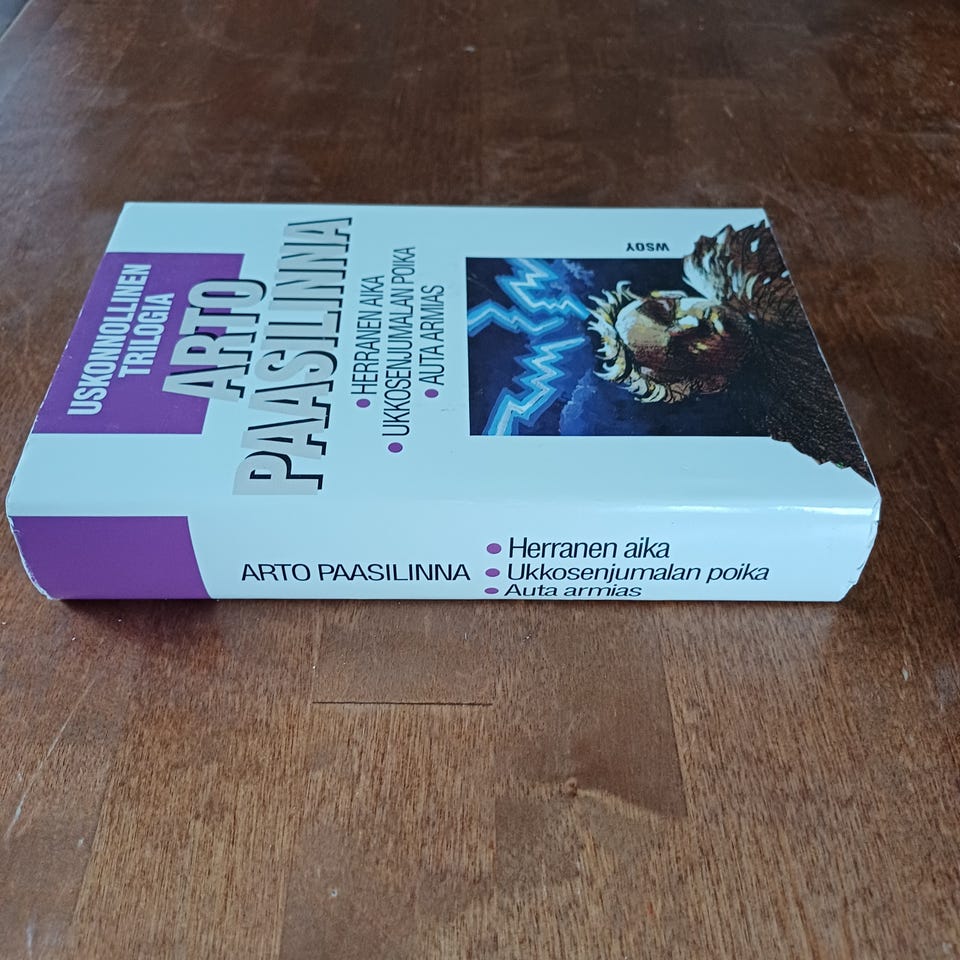 USKONNOLLINEN
TRILOGIA
ARTO
PAASILINNA
• HERRANEN AIKA
• UKKOSENJUMALAN POIKA
• AUTA ARMIAS
WSOY
ARTO PAASILINNA
• Herranen aika
• Ukkosenjumalan poika
• Auta armias